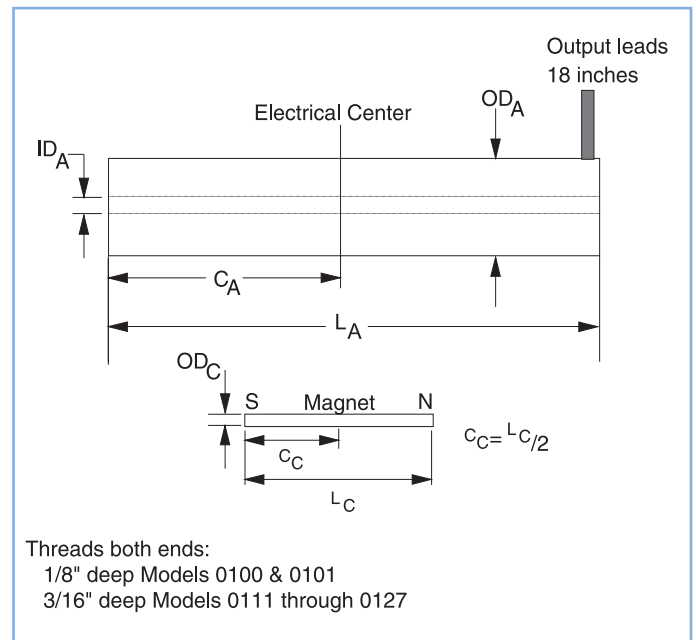 Output leads
18 inches
OD_A
Electrical Center
ID_A
C_A
L_A
OD_C
S Magnet N
C_C
C_C= L_C/2
L_C
Threads both ends:
1/8" deep Models 0100 & 0101
3/16" deep Models 0111 through 0127